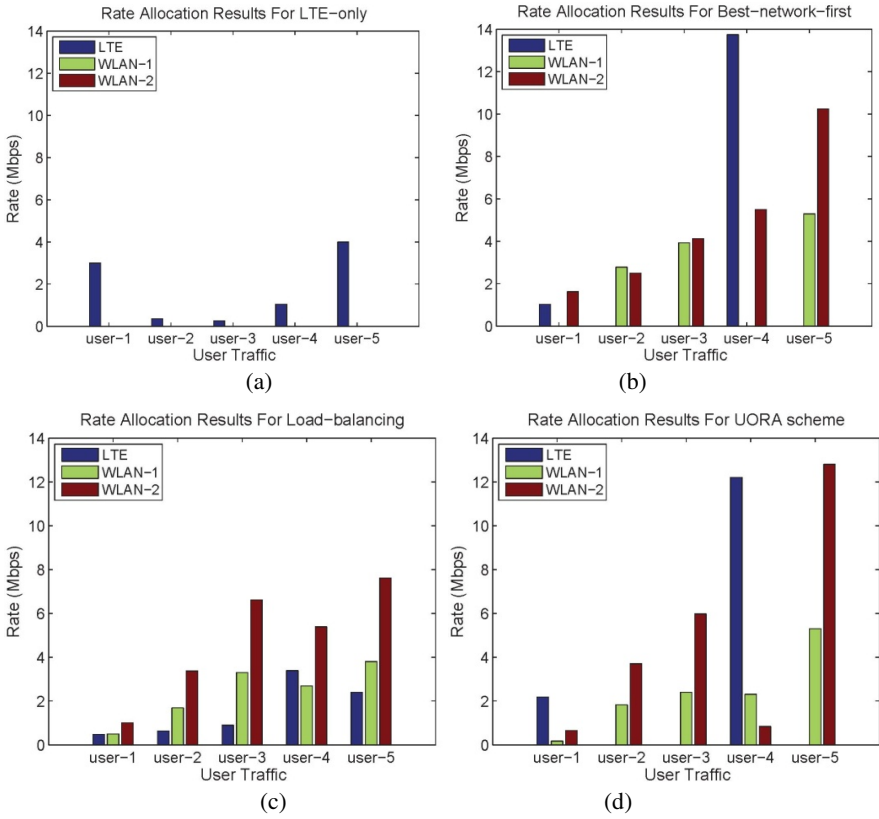 Rate Allocation Results For LTE-only
14
12
10
8
6
4
2
0
Rate (Mbps)
LTE
WLAN-1
WLAN-2
user-1 user-2 user-3 user-4 user-5
User Traffic
(a)
Rate Allocation Results For Best-network-first
14
12
10
8
6
4
2
0
Rate (Mbps)
LTE
WLAN-1
WLAN-2
user-1 user-2 user-3 user-4 user-5
User Traffic
(b)
Rate Allocation Results For Load-balancing
14
12
10
8
6
4
2
0
Rate (Mbps)
LTE
WLAN-1
WLAN-2
user-1 user-2 user-3 user-4 user-5
User Traffic
(c)
Rate Allocation Results For UORA scheme
14
12
10
8
6
4
2
0
Rate (Mbps)
LTE
WLAN-1
WLAN-2
user-1 user-2 user-3 user-4 user-5
User Traffic
(d)